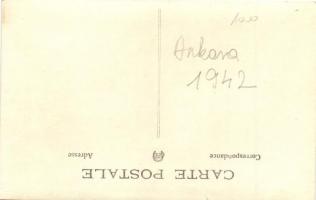 100
Ankara
1942
Correspondance
Adresse
CARTE POSTALE